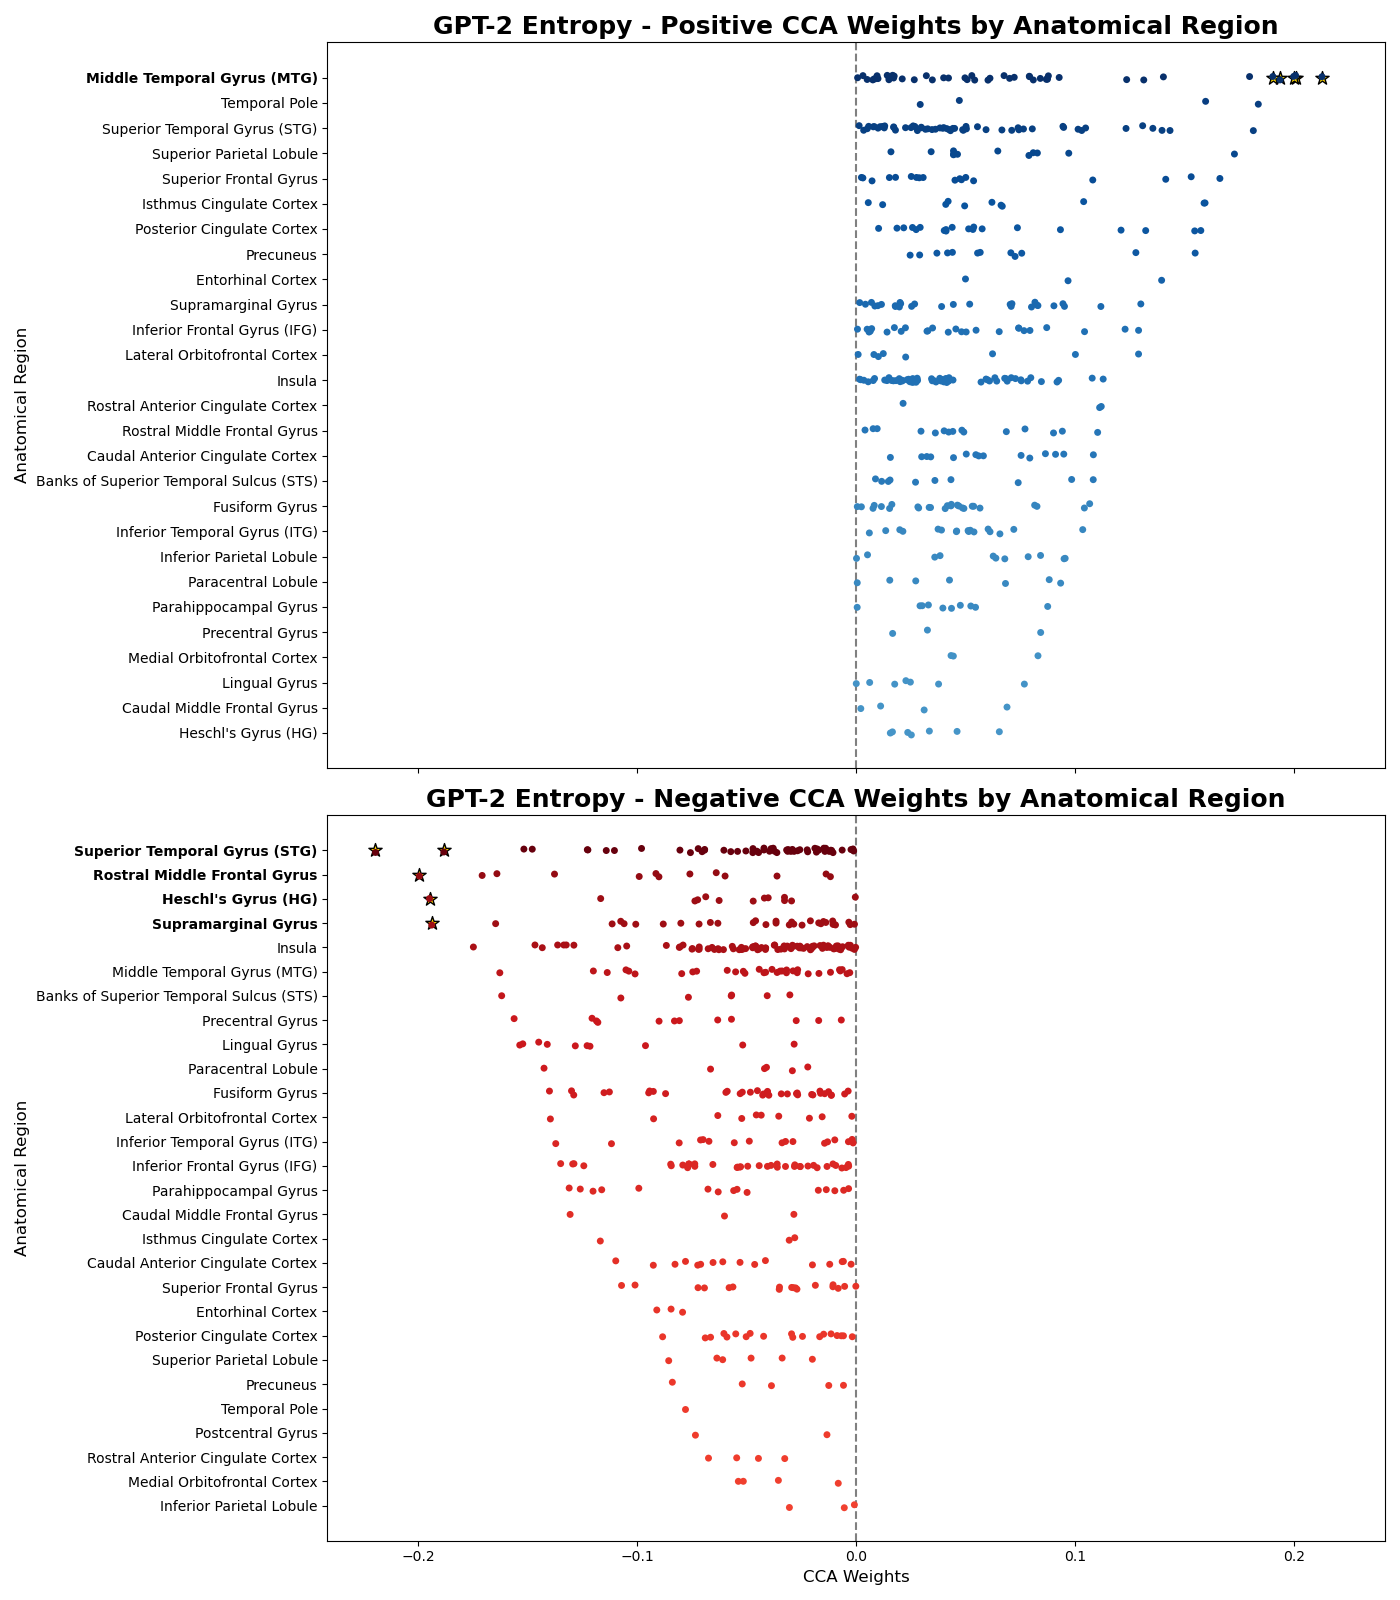 GPT-2 Entropy - Positive CCA Weights by Anatomical Region
Anatomical Region
Middle Temporal Gyrus (MTG)
Temporal Pole
Superior Temporal Gyrus (STG)
Superior Parietal Lobule
Superior Frontal Gyrus
Isthmus Cingulate Cortex
Posterior Cingulate Cortex
Precuneus
Entorhinal Cortex
Supramarginal Gyrus
Inferior Frontal Gyrus (IFG)
Lateral Orbitofrontal Cortex
Insula
Rostral Anterior Cingulate Cortex
Rostral Middle Frontal Gyrus
Caudal Anterior Cingulate Cortex
Banks of Superior Temporal Sulcus (STS)
Fusiform Gyrus
Inferior Temporal Gyrus (ITG)
Inferior Parietal Lobule
Paracentral Lobule
Parahippocampal Gyrus
Precentral Gyrus
Medial Orbitofrontal Cortex
Lingual Gyrus
Caudal Middle Frontal Gyrus
Heschl's Gyrus (HG)
GPT-2 Entropy - Negative CCA Weights by Anatomical Region
Anatomical Region
Superior Temporal Gyrus (STG)
Rostral Middle Frontal Gyrus
Heschl's Gyrus (HG)
Supramarginal Gyrus
Insula
Middle Temporal Gyrus (MTG)
Banks of Superior Temporal Sulcus (STS)
Precentral Gyrus
Lingual Gyrus
Paracentral Lobule
Fusiform Gyrus
Lateral Orbitofrontal Cortex
Inferior Temporal Gyrus (ITG)
Inferior Frontal Gyrus (IFG)
Parahippocampal Gyrus
Caudal Middle Frontal Gyrus
Isthmus Cingulate Cortex
Caudal Anterior Cingulate Cortex
Superior Frontal Gyrus
Entorhinal Cortex
Posterior Cingulate Cortex
Superior Parietal Lobule
Precuneus
Temporal Pole
Postcentral Gyrus
Rostral Anterior Cingulate Cortex
Medial Orbitofrontal Cortex
Inferior Parietal Lobule
−0.2 −0.1 0.0 0.1 0.2
CCA Weights